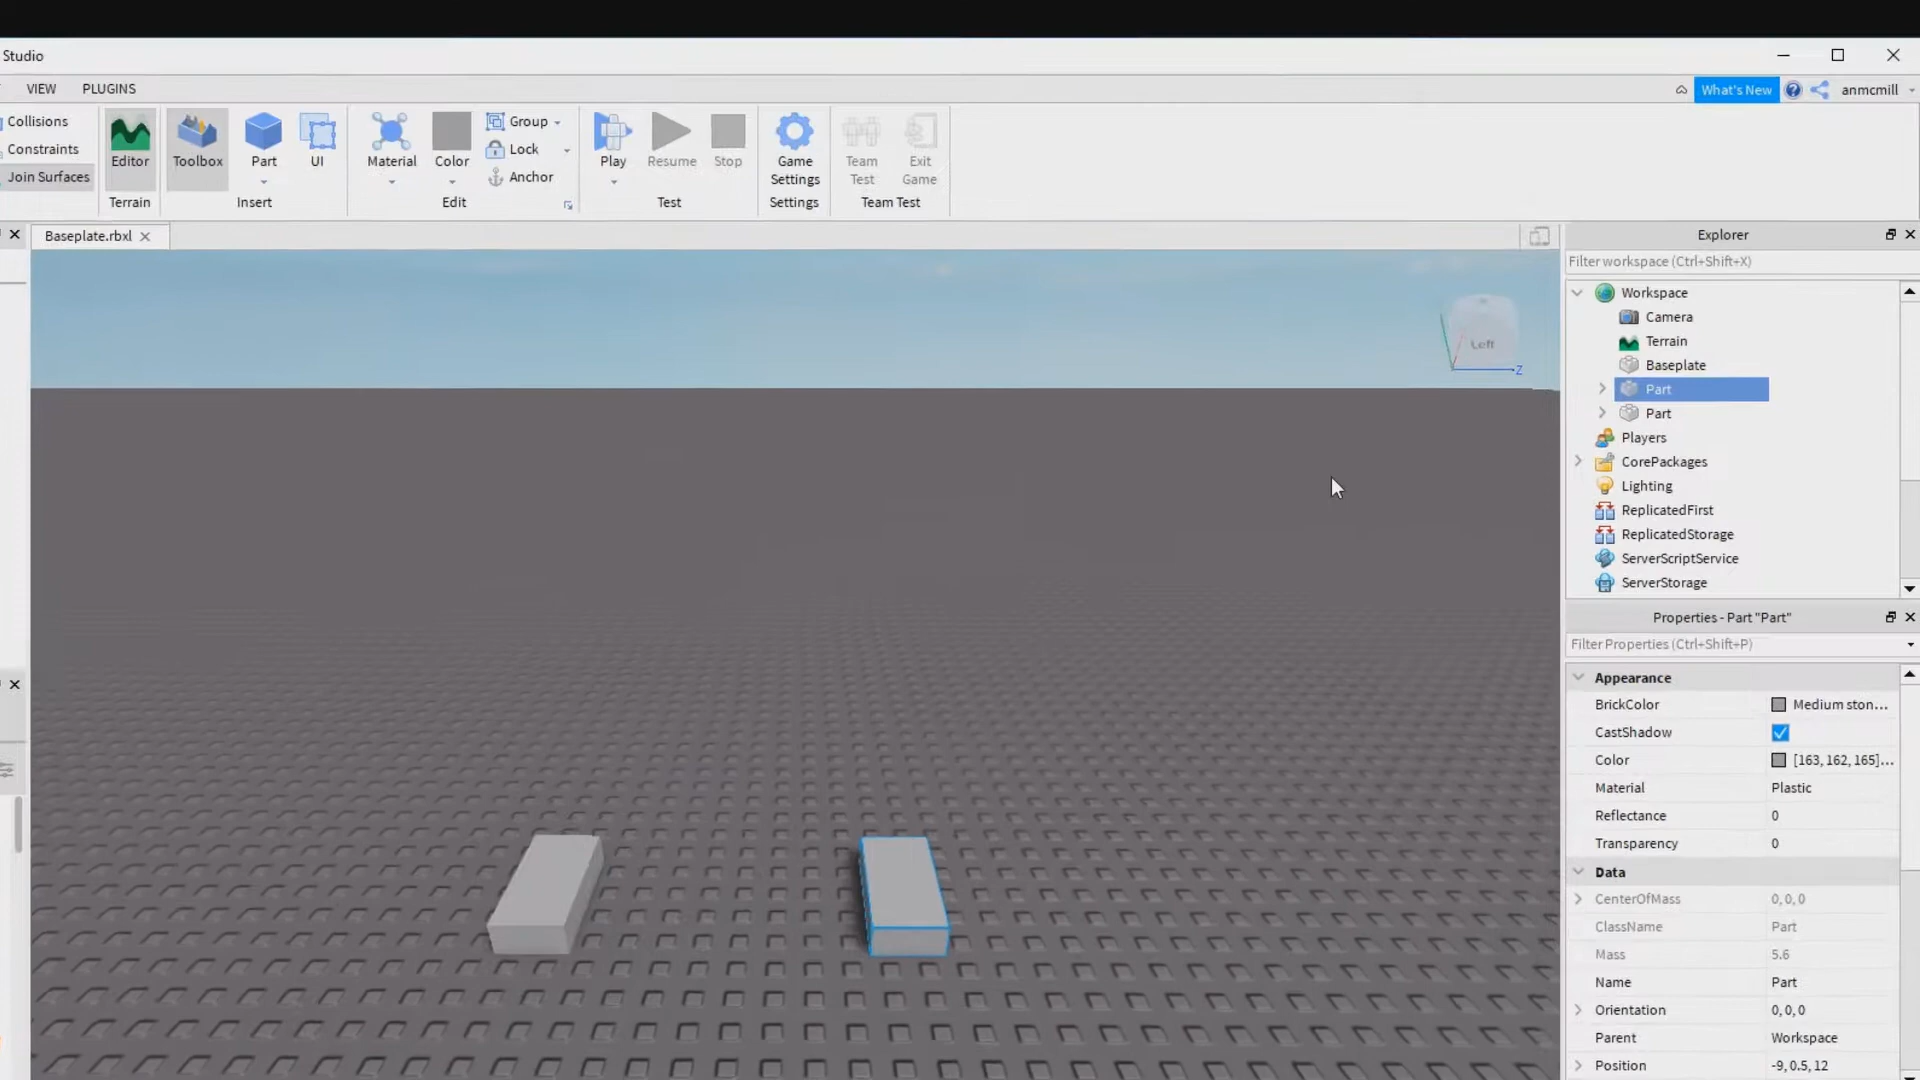 Studio
VIEW PLUGINS What's New anmcmill
Collisions
Constraints
Join Surfaces
Editor
Terrain
Toolbox Part UI
Insert
Material Color Group
Lock
Anchor
Edit
Play Resume Stop
Test
Game
Settings
Settings
Team
Test
Exit
Game
Team Test
Baseplate.rbxl
Left
Z
Explorer
Filter workspace (Ctrl+Shift+X)
Workspace
Camera
Terrain
Baseplate
Part
Part
Players
CorePackages
Lighting
ReplicatedFirst
ReplicatedStorage
ServerScriptService
ServerStorage
Properties - Part "Part"
Filter Properties (Ctrl+Shift+P)
Appearance
BrickColor Medium ston...
CastShadow
Color [163, 162, 165]...
Material Plastic
Reflectance 0
Transparency 0
Data
CenterOfMass 0, 0, 0
ClassName Part
Mass 5.6
Name Part
Orientation 0, 0, 0
Parent Workspace
Position -9, 0.5, 12